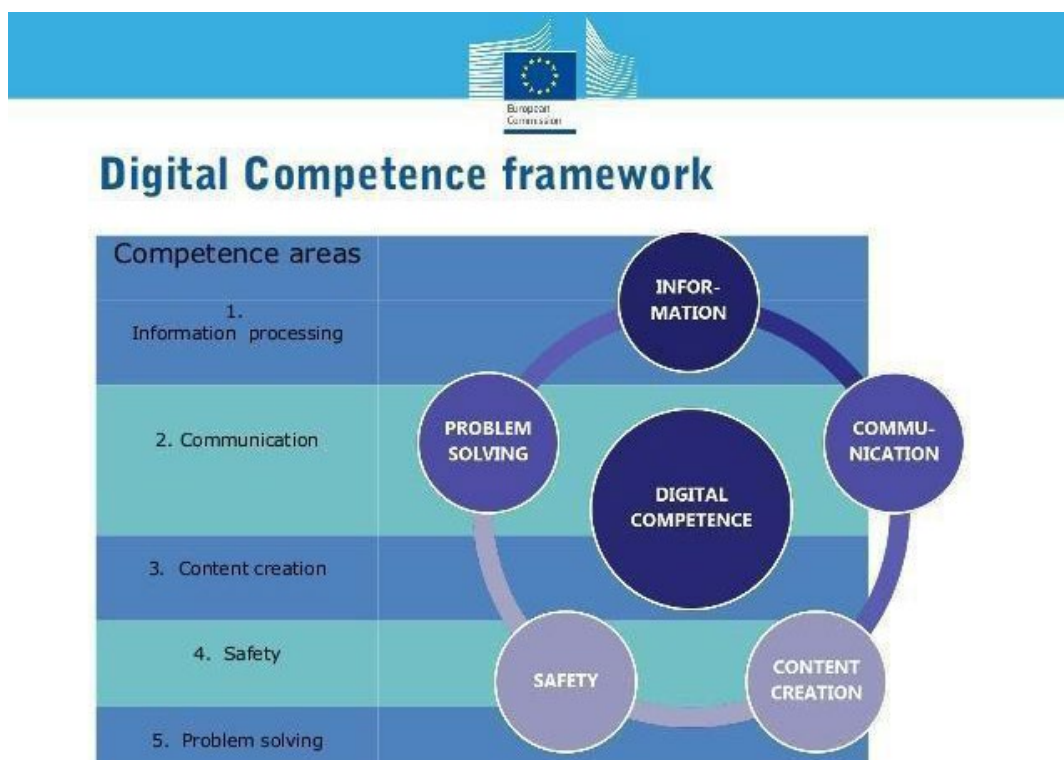 European
Commission
Digital Competence framework
Competence areas
1.
Information processing
2. Communication
3. Content creation
4. Safety
5. Problem solving
INFOR-
MATION
COMMU-
NICATION
CONTENT
CREATION
SAFETY
PROBLEM
SOLVING
DIGITAL
COMPETENCE